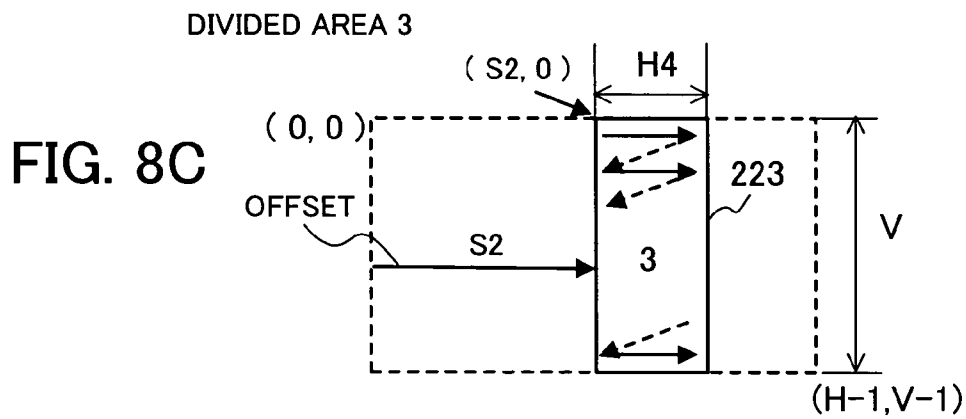 DIVIDED AREA 3
(S2, 0)
H4
(0, 0)
FIG. 8C
223
OFFSET
V
S2
3
(H-1,V-1)